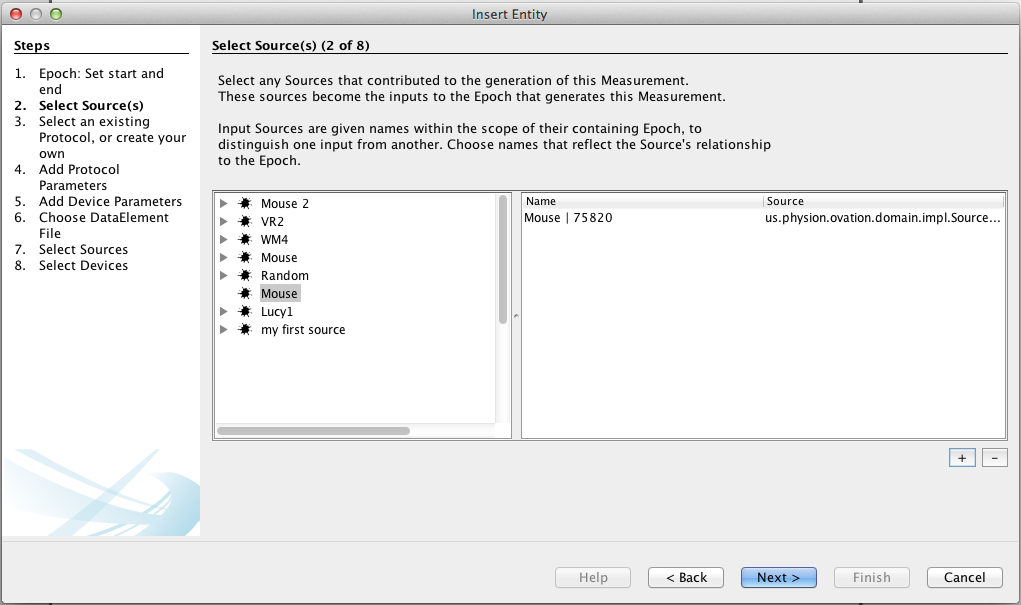 Insert Entity
Steps
1. Epoch: Set start and
end
2. Select Source(s)
3. Select an existing
Protocol, or create your
own
4. Add Protocol
Parameters
5. Add Device Parameters
6. Choose DataElement
File
7. Select Sources
8. Select Devices
Select Source(s) (2 of 8)
Select any Sources that contributed to the generation of this Measurement.
These sources become the inputs to the Epoch that generates this Measurement.
Input Sources are given names within the scope of their containing Epoch, to
distinguish one input from another. Choose names that reflect the Source's relationship
to the Epoch.
Mouse 2
VR2
WM4
Mouse
Random
Mouse
Lucy1
my first source
Name Source
Mouse | 75820 us.physion.ovation.domain.impl.Source...
+ -
Help < Back Next > Finish Cancel